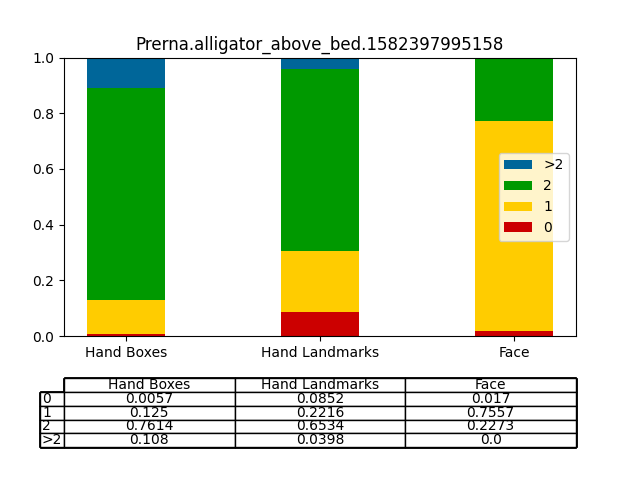 Prerna.alligator_above_bed.1582397995158
1.0
0.8
0.6
0.4
0.2
0.0
>2
2
1
0
Hand Boxes Hand Landmarks Face
Hand Boxes Hand Landmarks Face
0 0.0057 0.0852 0.017
1 0.125 0.2216 0.7557
2 0.7614 0.6534 0.2273
>2 0.108 0.0398 0.0